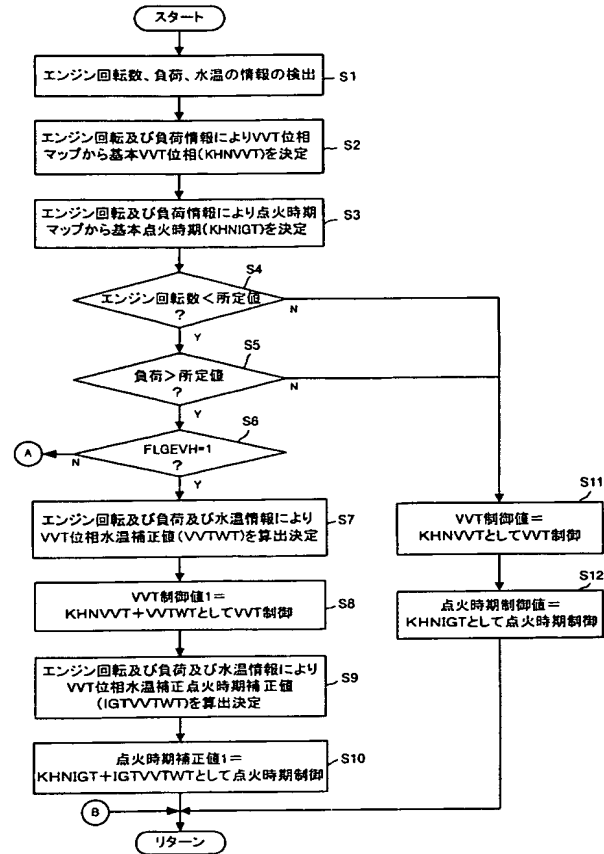 スタート
エンジン回転数、負荷、水温の情報の検出
S1
エンジン回転及び負荷情報によりVVT位相
マップから基本VVT位相(KHNVVT)を決定
S2
エンジン回転及び負荷情報により点火時期
マップから基本点火時期(KHNIGT)を決定
S3
S4
エンジン回転数<所定値
?
N
Y
S5
負荷>所定値
?
N
Y
S6
A
N
FLGEVH=1
?
Y
エンジン回転及び負荷及び水温情報により
VVT位相水温補正値(VVTWT)を算出決定
S7
VVT制御値1=
KHNVVT+VVTWTとしてVVT制御
S8
エンジン回転及び負荷及び水温情報により
VVT位相水温補正点火時期補正値
(IGTVVTWT)を算出決定
S9
点火時期補正値1=
KHNIGT+IGTVVTWTとして点火時期制御
S10
S11
VVT制御値=
KHNVVTとしてVVT制御
S12
点火時期制御値=
KHNIGTとして点火時期制御
B
リターン